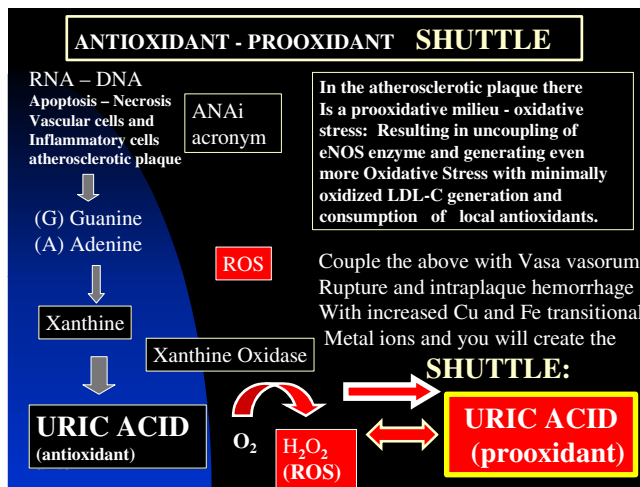 ANTIOXIDANT - PROOXIDANT SHUTTLE
RNA – DNA
Apoptosis – Necrosis
Vascular cells and
Inflammatory cells
atherosclerotic plaque
ANAi
acronym
In the atherosclerotic plaque there
Is a prooxidative milieu - oxidative
stress: Resulting in uncoupling of
eNOS enzyme and generating even
more Oxidative Stress with minimally
oxidized LDL-C generation and
consumption of local antioxidants.
(G) Guanine
(A) Adenine
ROS
Couple the above with Vasa vasorum
Rupture and intraplaque hemorrhage
With increased Cu and Fe transitional
Metal ions and you will create the
SHUTTLE:
Xanthine
Xanthine Oxidase
URIC ACID
(antioxidant)
O₂
H₂O₂
(ROS)
URIC ACID
(prooxidant)